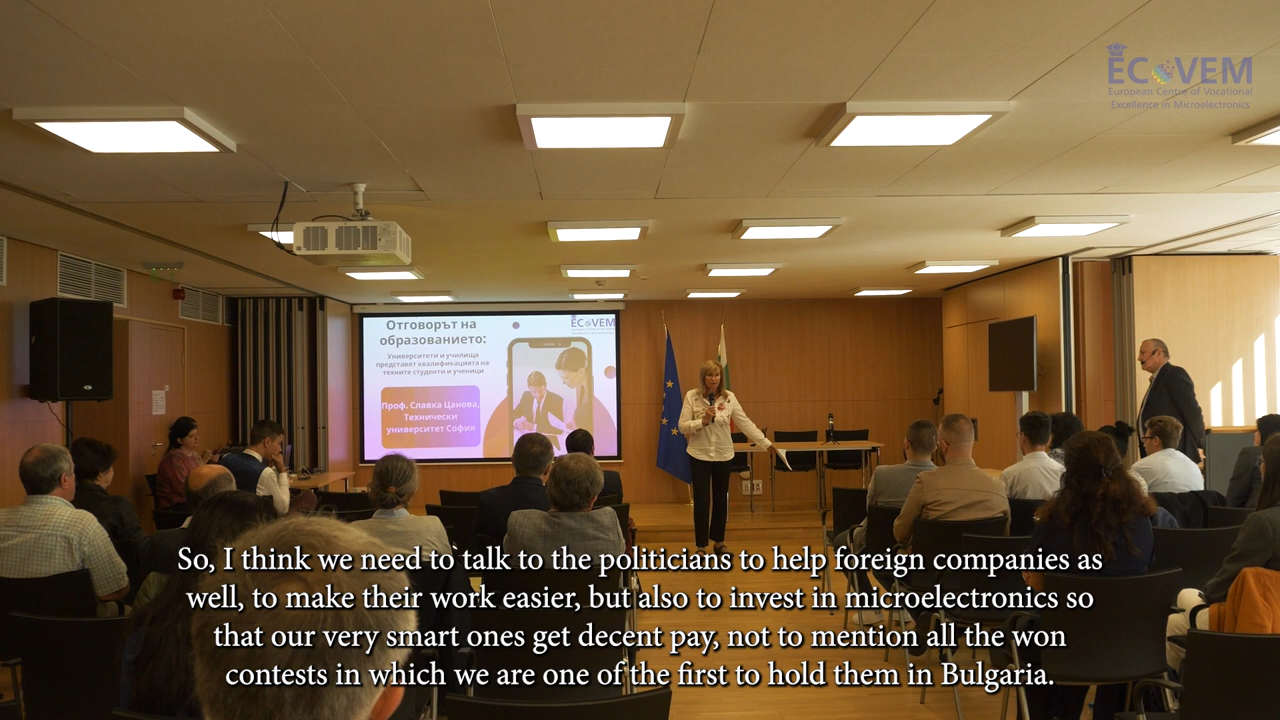 ECOVEM
European Centre of Vocational
Excellence in Microelectronics
Отговорът на
образованието:
Университети и училища
представят квалификацията на
техните студенти и ученици
Проф. Славка Цанова,
Технически
университет София
ECOVEM
So, I think we need to talk to the politicians to help foreign companies as
well, to make their work easier, but also to invest in microelectronics so
that our very smart ones get decent pay, not to mention all the won
contests in which we are one of the first to hold them in Bulgaria.